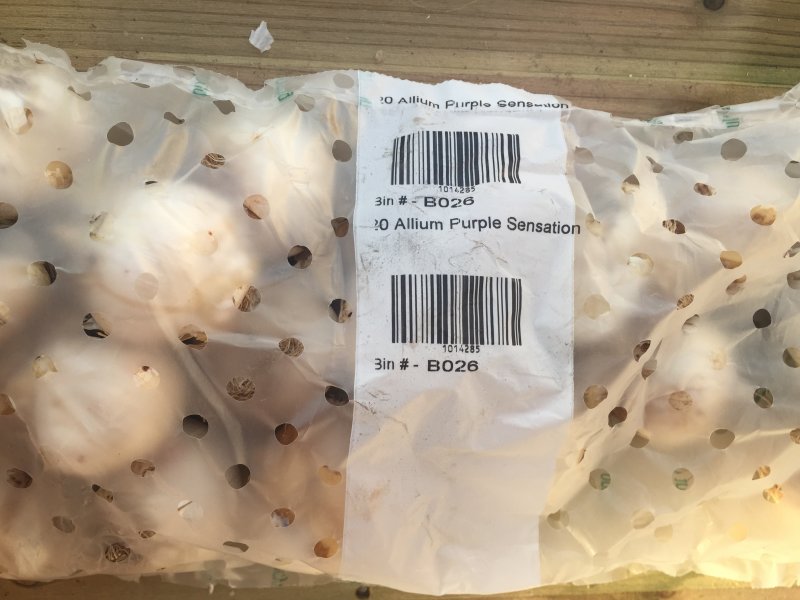 20 Allium Purple Sensation
1014285
Bin # - B026
20 Allium Purple Sensation
1014285
Bin # - B026